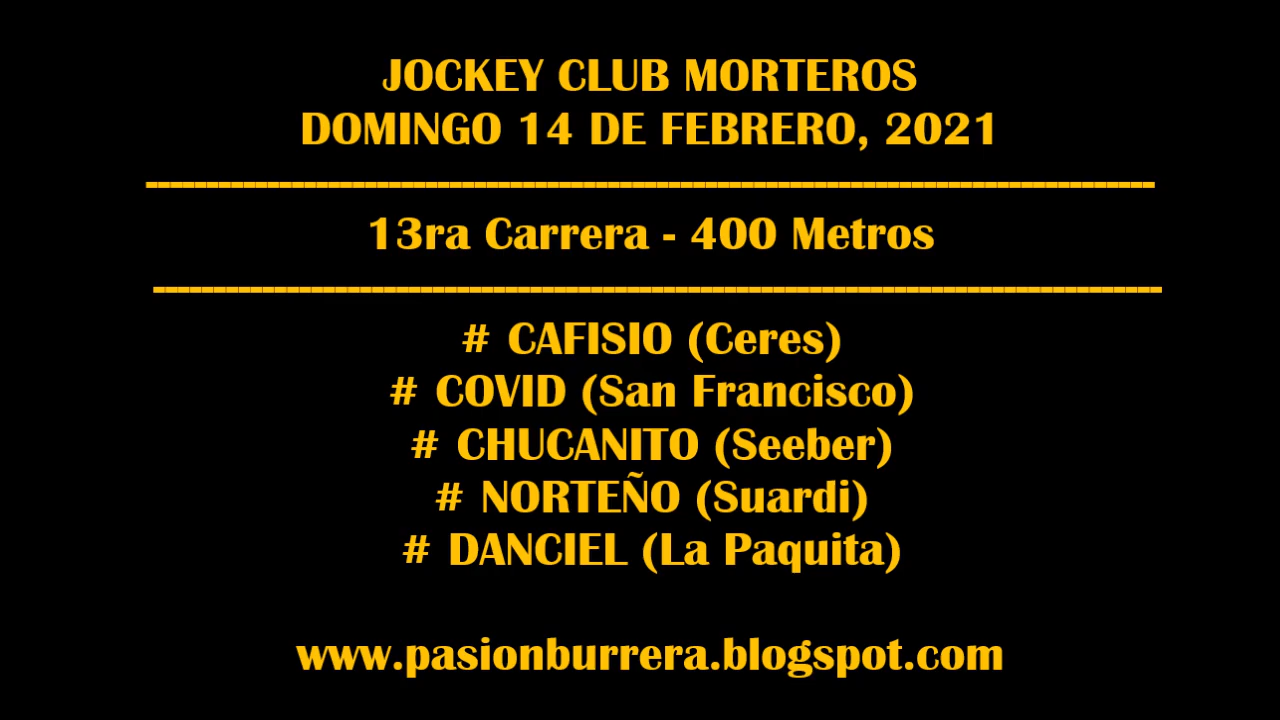 JOCKEY CLUB MORTEROS
DOMINGO 14 DE FEBRERO, 2021
--------------------------------------------------------------------------------
13ra Carrera - 400 Metros
--------------------------------------------------------------------------------
# CAFISIO (Ceres)
# COVID (San Francisco)
# CHUCANITO (Seeber)
# NORTEÑO (Suardi)
# DANCIEL (La Paquita)
www.pasionburrera.blogspot.com